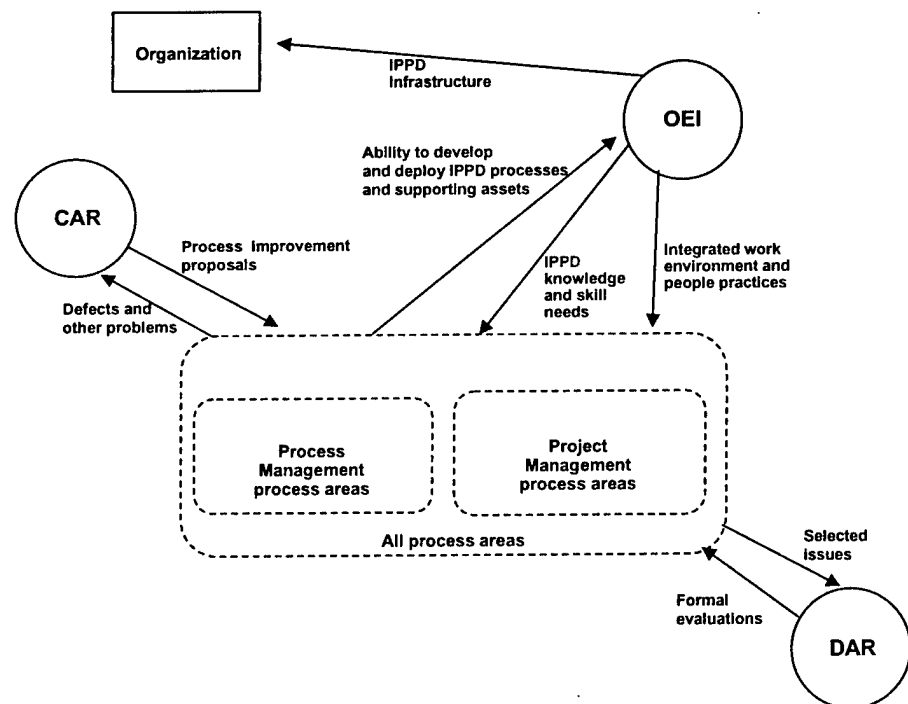 Organization
IPPD
Infrastructure
OEI
Ability to develop
and deploy IPPD processes
and supporting assets
CAR
Process Improvement
proposals
IPPD
knowledge
and skill
needs
Integrated work
environment and
people practices
Defects and
other problems
Process
Management
process areas
Project
Management
process areas
All process areas
Selected
issues
Formal
evaluations
DAR